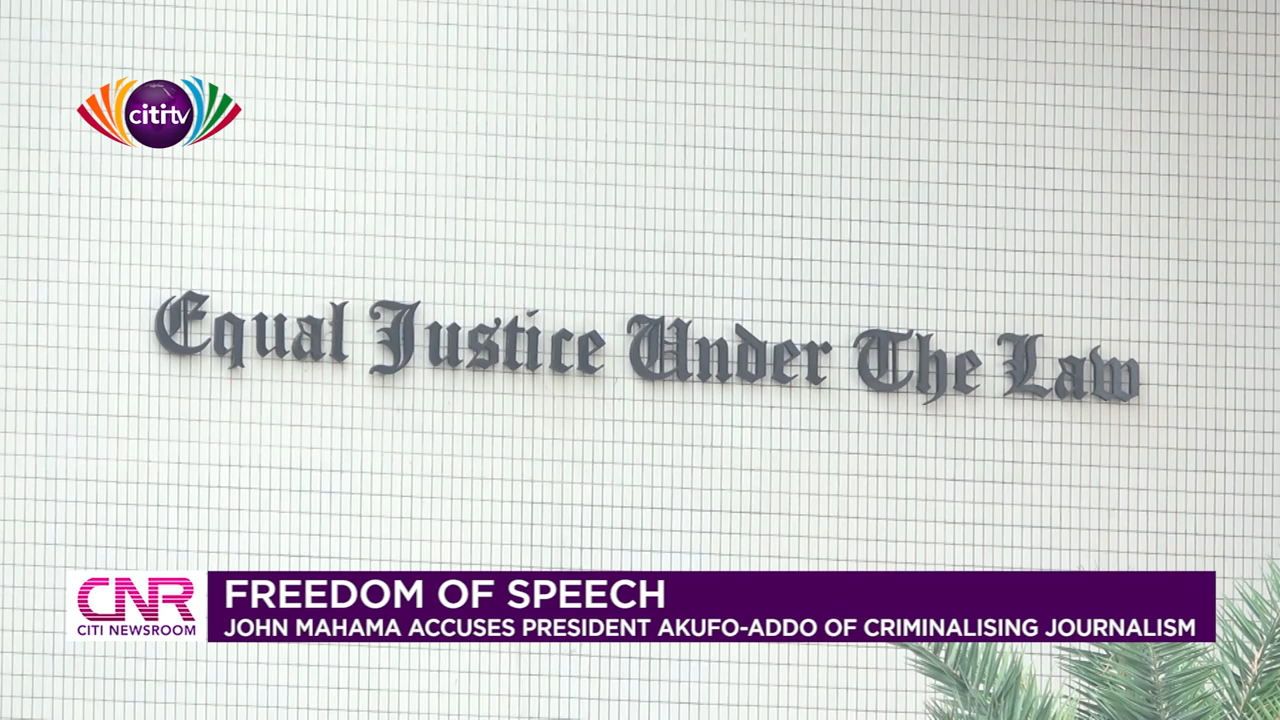 citi tv
Equal Justice Under The Law
CNR
CITI NEWSROOM
FREEDOM OF SPEECH
JOHN MAHAMA ACCUSES PRESIDENT AKUFO-ADDO OF CRIMINALISING JOURNALISM